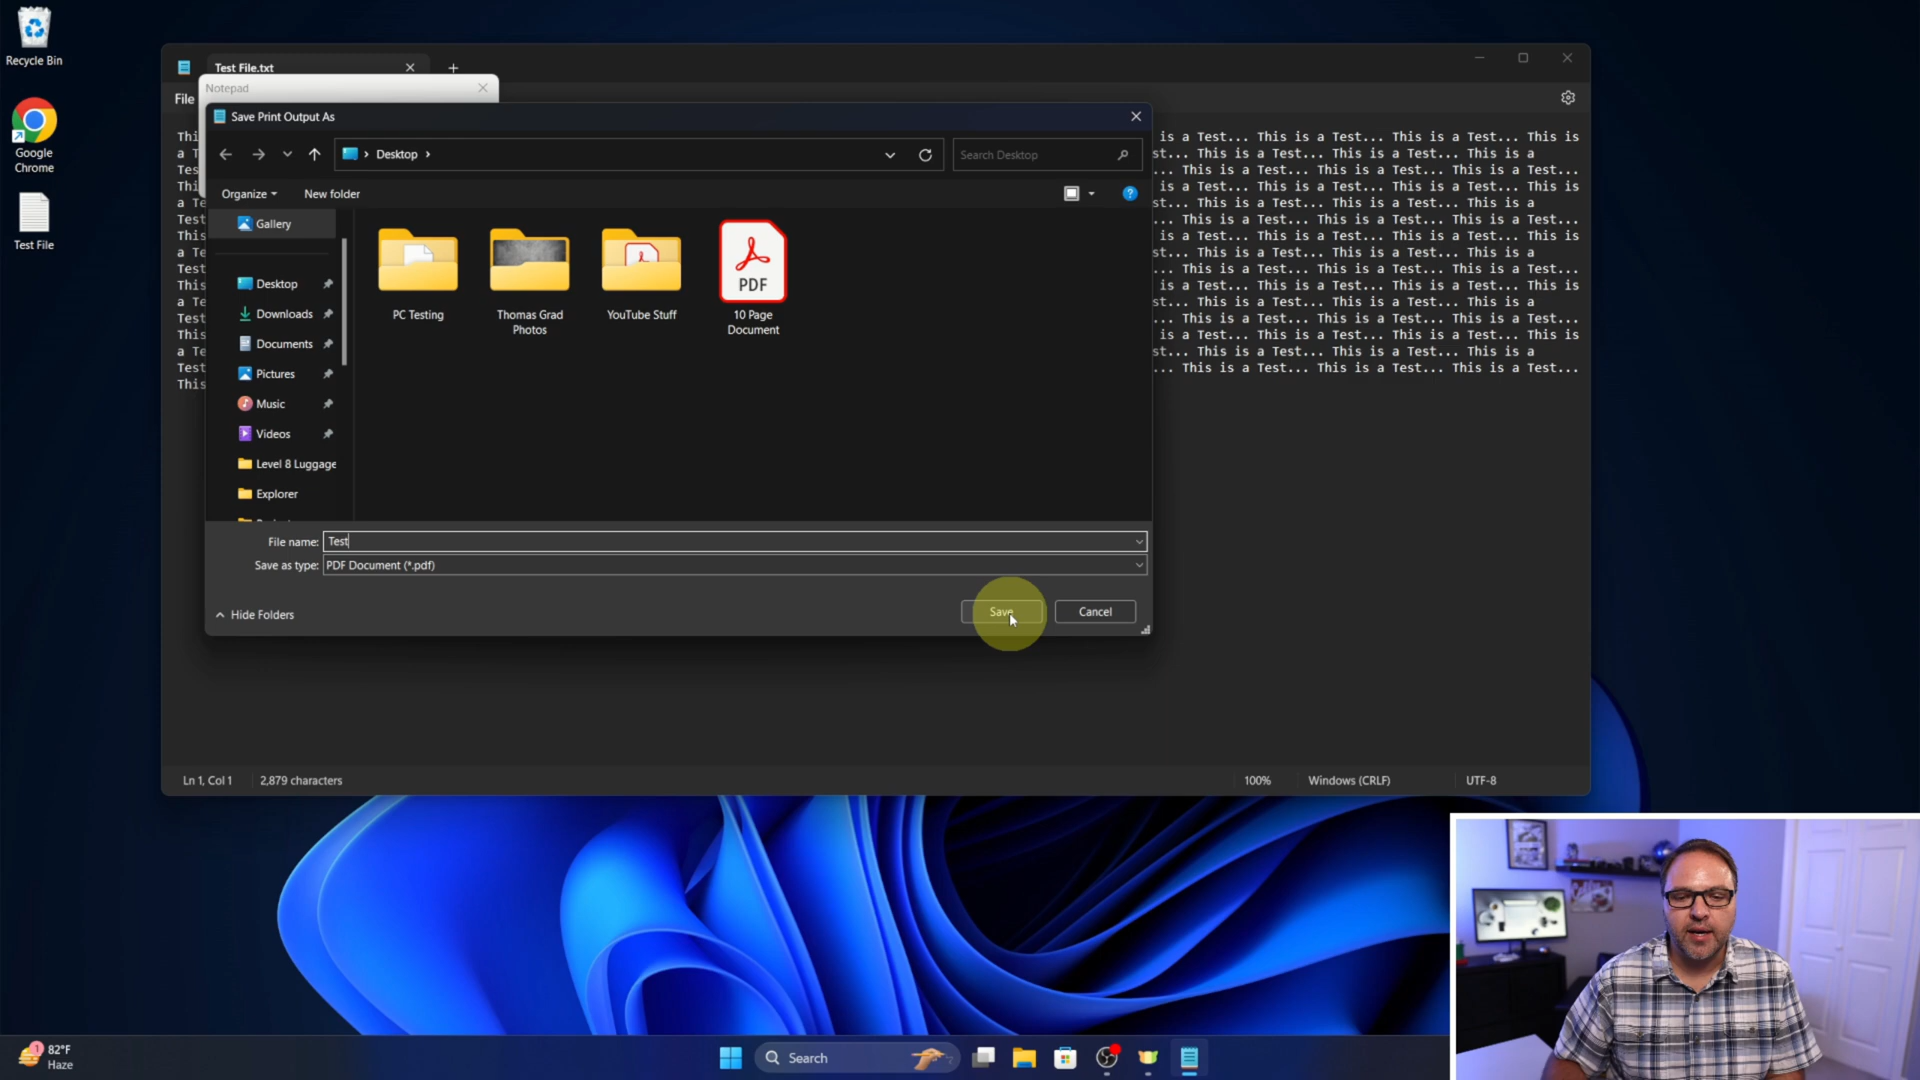 Recycle Bin
Google
Chrome
Test File
Test File.txt
File
Notepad
Save Print Output As
Desktop
Search Desktop
Organize
New folder
Gallery
Desktop
Downloads
Documents
Pictures
Music
Videos
Level 8 Luggage
Explorer
PC Testing
Thomas Grad
Photos
YouTube Stuff
PDF
10 Page
Document
File name: Test
Save as type: PDF Document (*.pdf)
Hide Folders
Save
Cancel
is a Test... This is a Test... This is a Test... This is
st... This is a Test... This is a Test... This is a
... This is a Test... This is a Test... This is a Test...
is a Test... This is a Test... This is a Test... This is
st... This is a Test... This is a Test... This is a
... This is a Test... This is a Test... This is a Test...
is a Test... This is a Test... This is a Test... This is
st... This is a Test... This is a Test... This is a
... This is a Test... This is a Test... This is a Test...
is a Test... This is a Test... This is a Test... This is
st... This is a Test... This is a Test... This is a
... This is a Test... This is a Test... This is a Test...
is a Test... This is a Test... This is a Test... This is
st... This is a Test... This is a Test... This is a
... This is a Test... This is a Test... This is a Test...
Ln 1, Col 1
2,879 characters
100%
Windows (CRLF)
UTF-8
1
82°F
Haze
Search